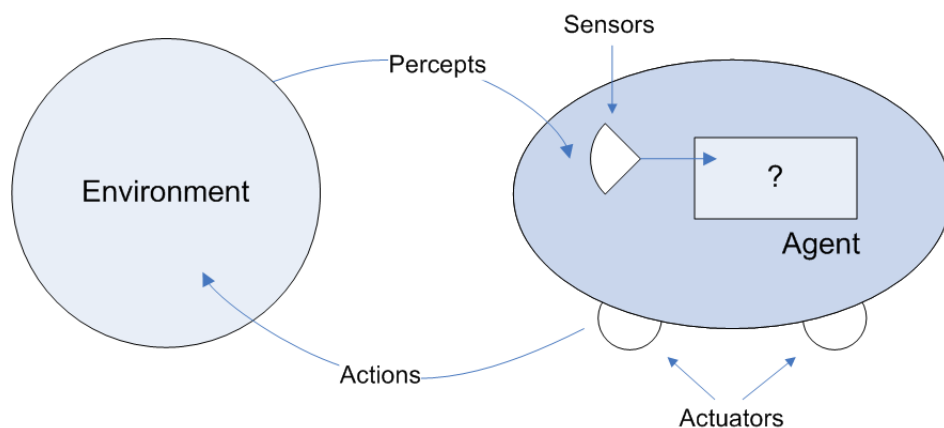 Sensors
Percepts
Environment
?
Agent
Actions
Actuators